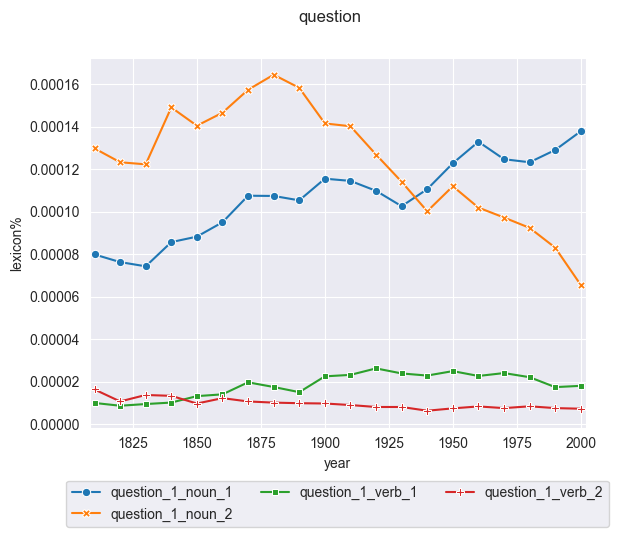 question
0.00016
0.00014
0.00012
0.00010
0.00008
0.00006
0.00004
0.00002
0.00000
lexicon%
1825 1850 1875 1900 1925 1950 1975 2000
year
question_1_noun_1 question_1_verb_1 question_1_verb_2
question_1_noun_2